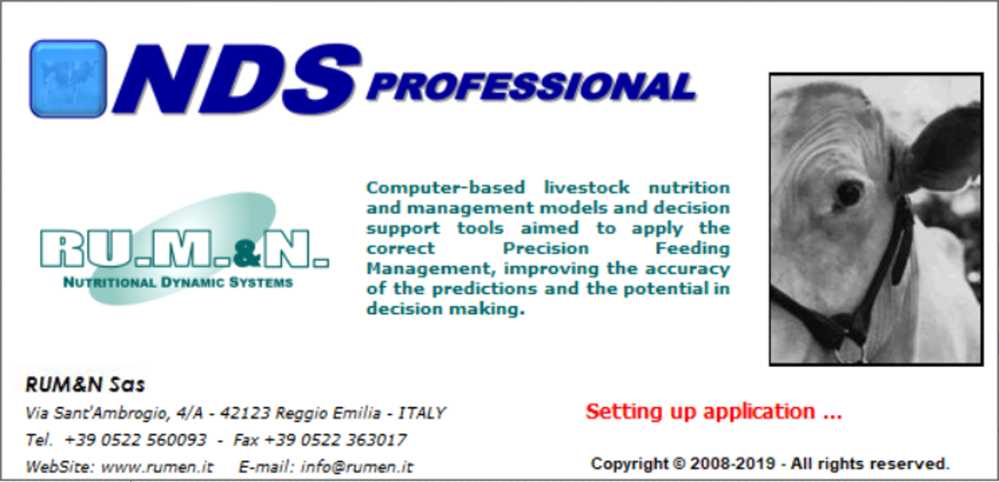 NDS PROFESSIONAL
RU.M.&N.
NUTRITIONAL DYNAMIC SYSTEMS
Computer-based livestock nutrition
and management models and decision
support tools aimed to apply the
correct Precision Feeding
Management, improving the accuracy
of the predictions and the potential in
decision making.
RUM&N Sas
Via Sant'Ambrogio, 4/A - 42123 Reggio Emilia - ITALY
Tel. +39 0522 560093 - Fax +39 0522 363017
WebSite: www.rumen.it E-mail: info@rumen.it
Setting up application ...
Copyright © 2008-2019 - All rights reserved.